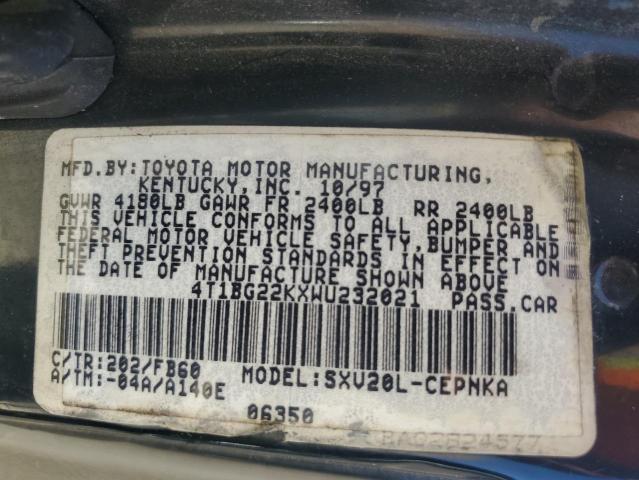 MFD.BY:TOYOTA MOTOR MANUFACTURING,
KENTUCKY,INC. 10/97
GVWR 4180LB GAWR FR 2400LB RR 2400LB
THIS VEHICLE CONFORMS TO ALL APPLICABLE
FEDERAL MOTOR VEHICLE SAFETY,BUMPER AND
THEFT PREVENTION STANDARDS IN EFFECT ON
THE DATE OF MANUFACTURE SHOWN ABOVE
4T1BG22KXWU232021 PASS.CAR
C/TR:202/FB60 MODEL:SXV20L-CEPNKA
A/TM:-04A/A140E
06350